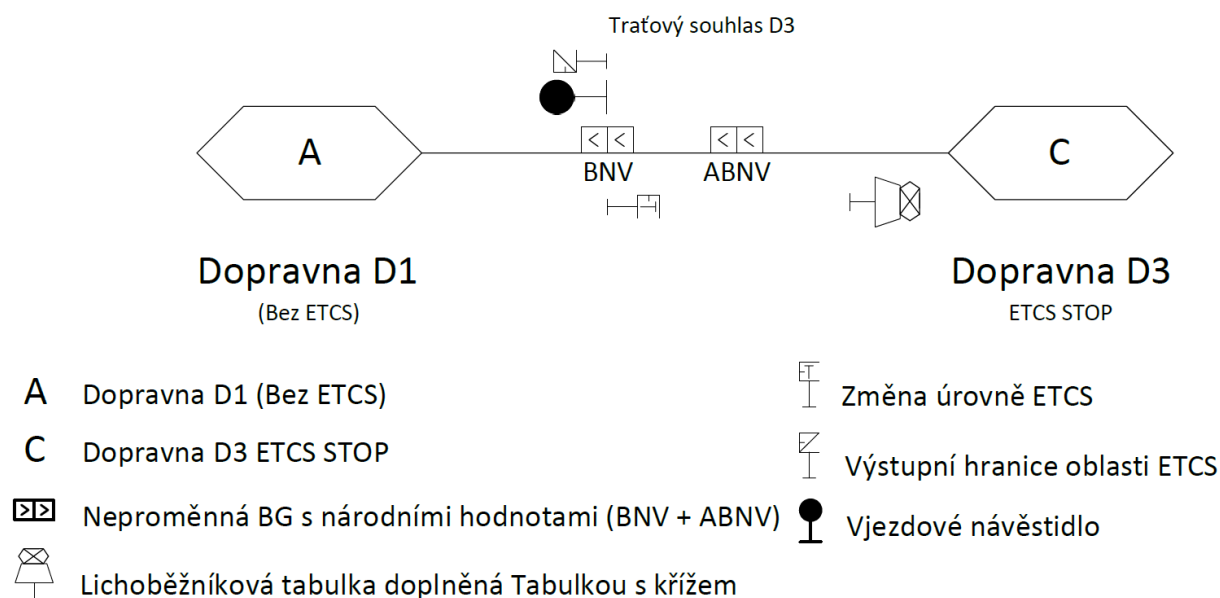 Traťový souhlas D3
A
C
BNV
ABNV
Dopravna D1
(Bez ETCS)
Dopravna D3
ETCS STOP
A Dopravna D1 (Bez ETCS)
C Dopravna D3 ETCS STOP
Neproměnná BG s národními hodnotami (BNV + ABNV)
Lichoběžníková tabulka doplněná Tabulkou s křížem
Změna úrovně ETCS
Výstupní hranice oblasti ETCS
Vjezdové návěstidlo